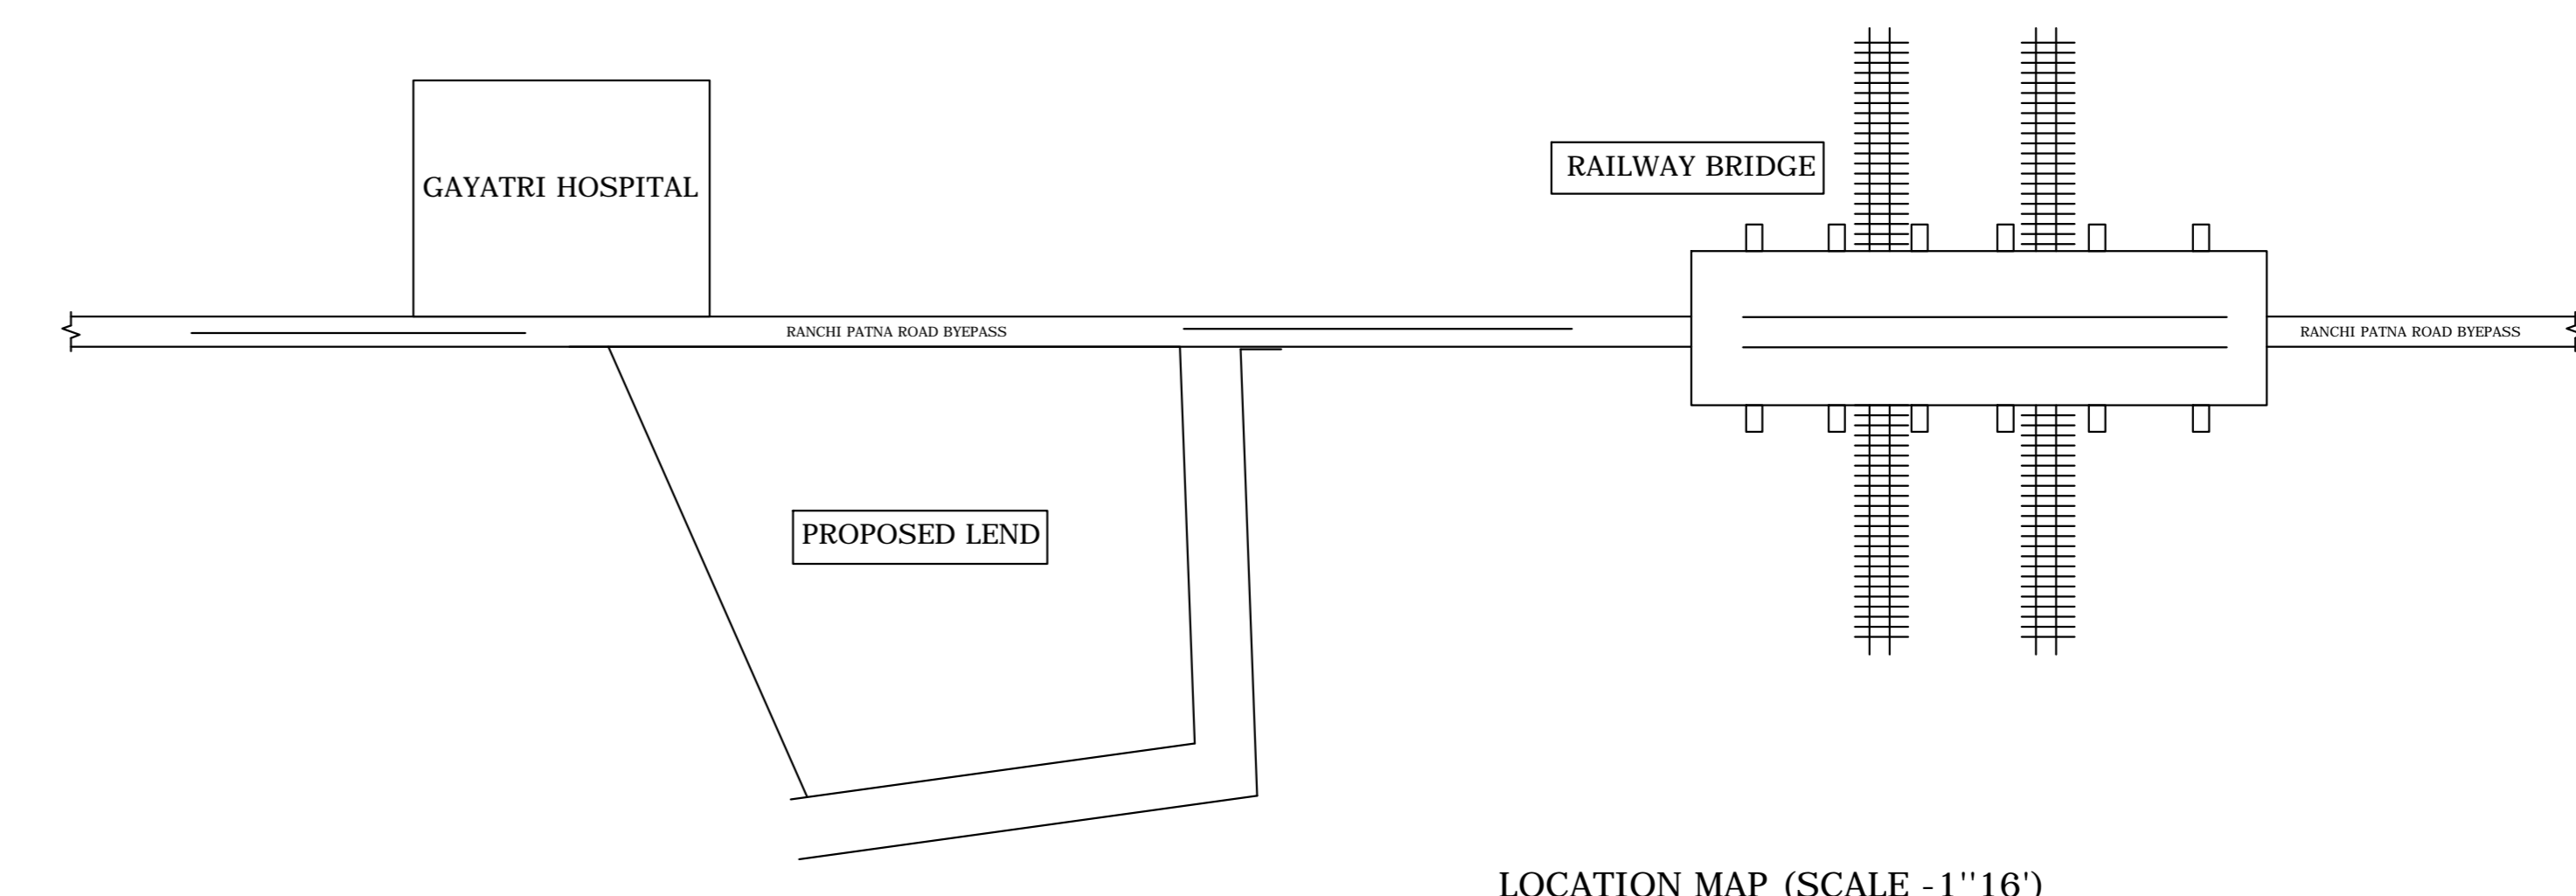 GAYATRI HOSPITAL
RAILWAY BRIDGE
RANCHI PATNA ROAD BYEPASS
RANCHI PATNA ROAD BYEPASS
PROPOSED LEND
LOCATION MAP (SCALE -1''16')